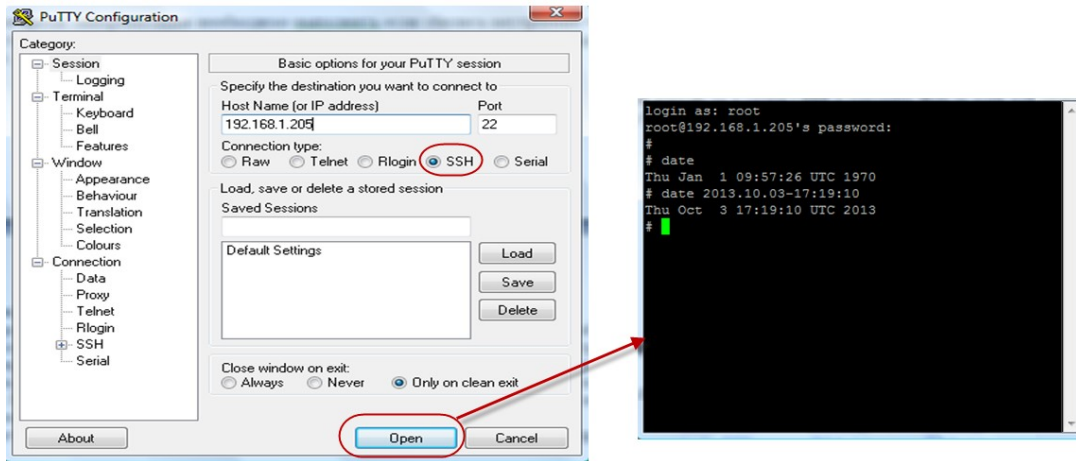 PuTTY Configuration
Category:
Session
Logging
Terminal
Keyboard
Bell
Features
Window
Appearance
Behaviour
Translation
Selection
Colours
Connection
Data
Proxy
Telnet
Rlogin
SSH
Serial
Basic options for your PuTTY session
Specify the destination you want to connect to
Host Name (or IP address) Port
192.168.1.205 22
Connection type:
Raw Telnet Rlogin SSH Serial
Load, save or delete a stored session
Saved Sessions
Default Settings
Load
Save
Delete
Close window on exit:
Always Never Only on clean exit
About Open Cancel
login as: root
root@192.168.1.205's password:
#
# date
Thu Jan  1 09:57:26 UTC 1970
# date 2013.10.03-17:19:10
Thu Oct  3 17:19:10 UTC 2013
#